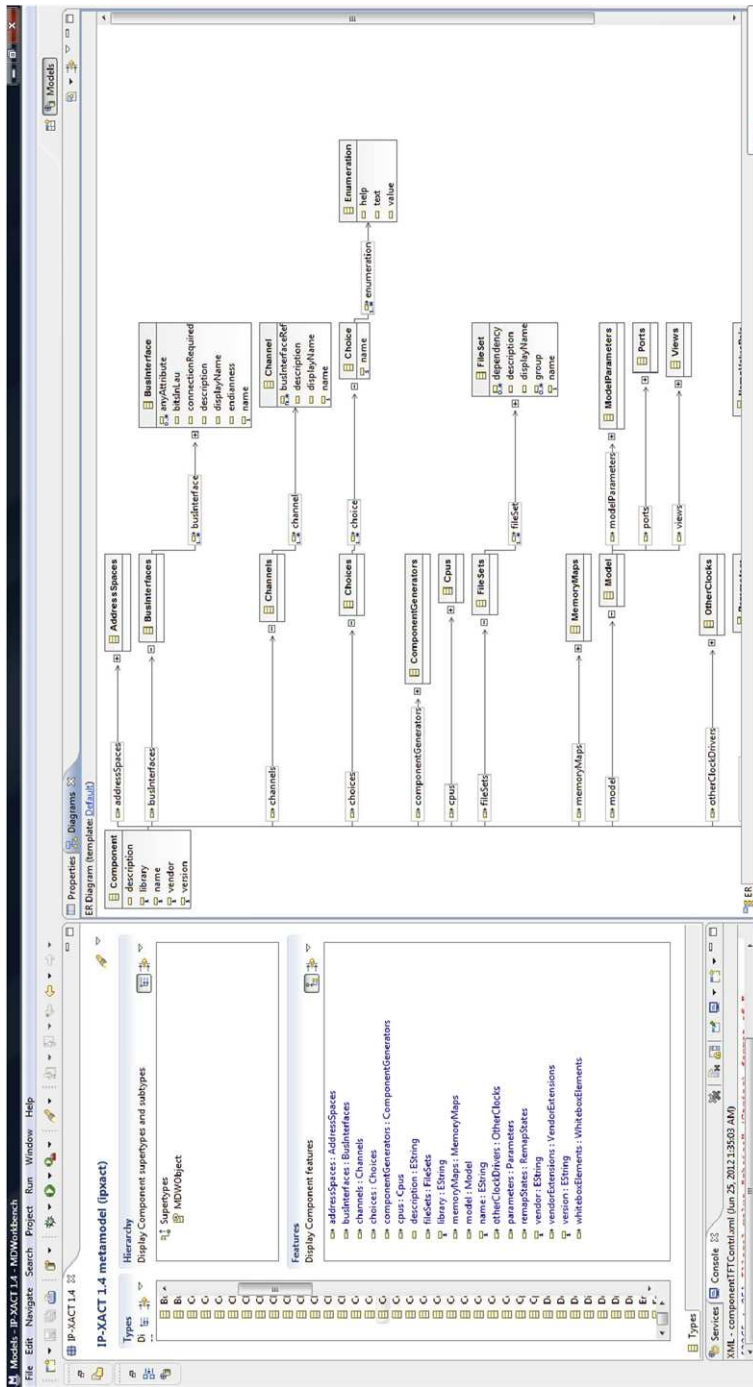 Models - IP-XACT 1.4 - MDWorkbench
File Edit Navigate Search Project Run Window Help
Models
IP-XACT 1.4
IP-XACT 1.4 metamodel (ipxact)
Types
Hierarchy
Display Component supertypes and subtypes
Supertypes
MDWObject
Features
Display Component features
addressSpaces : AddressSpaces
busInterfaces : BusInterfaces
channels : Channels
choices : Choices
componentGenerators : ComponentGenerators
cpus : Cpus
description : EString
fileSets : FileSets
library : EString
memoryMaps : MemoryMaps
model : Model
name : EString
otherClockDrivers : OtherClocks
parameters : Parameters
remapStates : RemapStates
vendor : EString
vendorExtensions : VendorExtensions
version : EString
whiteboxElements : WhiteboxElements
Types
Services Console
XML - componentTFTContrl.xml (Jun 25, 2012 1:35:03 AM)
Properties Diagrams
ER Diagram (template: Default)
Component
description
library
name
vendor
version
addressSpaces
AddressSpaces
busInterfaces
BusInterfaces
busInterface
BusInterface
anyAttribute
bitsInLau
connectionRequired
description
displayName
endianness
name
channels
Channels
channel
Channel
busInterfaceRef
description
displayName
name
choices
Choices
choice
Choice
name
enumeration
Enumeration
help
text
value
componentGenerators
ComponentGenerators
cpus
Cpus
fileSets
FileSets
fileSet
FileSet
dependency
description
displayName
group
name
memoryMaps
MemoryMaps
model
Model
modelParameters
ModelParameters
ports
Ports
views
Views
otherClockDrivers
OtherClocks
ER